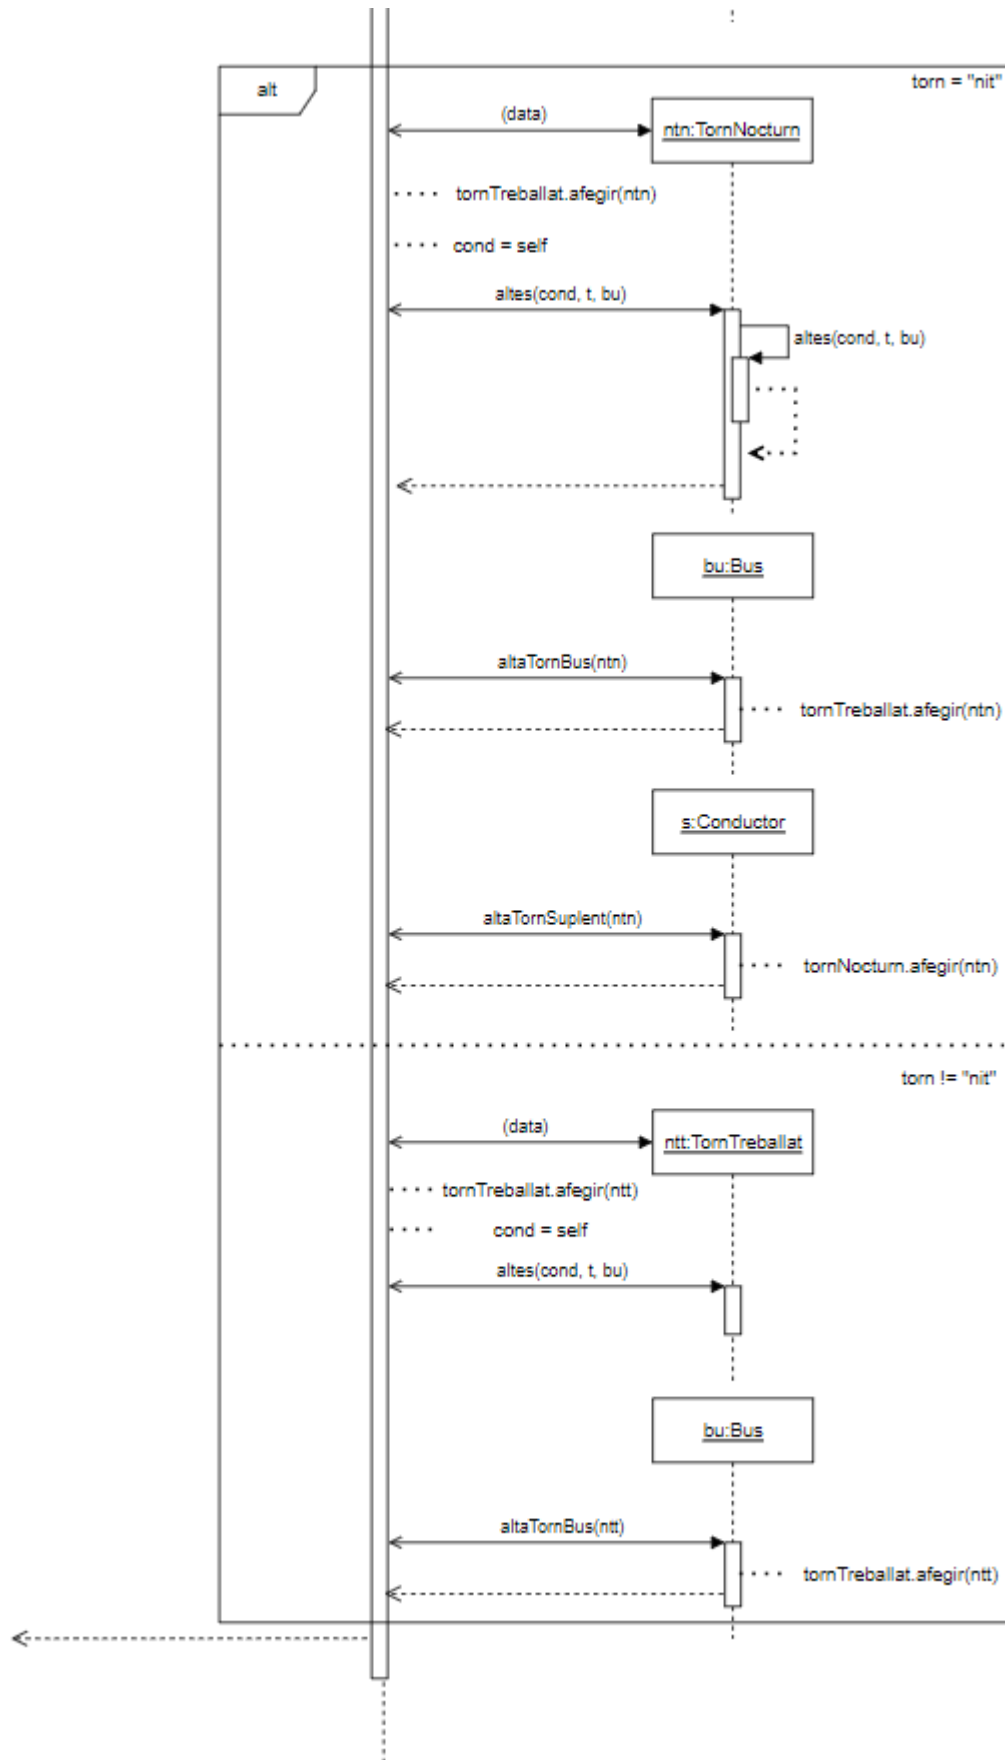 alt
torn = "nit"
(data)
ntn:TornNocturn
tornTreballat.afegir(ntn)
cond = self
altes(cond, t, bu)
altes(cond, t, bu)
bu:Bus
altaTornBus(ntn)
tornTreballat.afegir(ntn)
s:Conductor
altaTornSuplent(ntn)
tornNocturn.afegir(ntn)
torn != "nit"
(data)
ntt:TornTreballat
tornTreballat.afegir(ntt)
cond = self
altes(cond, t, bu)
bu:Bus
altaTornBus(ntt)
tornTreballat.afegir(ntt)